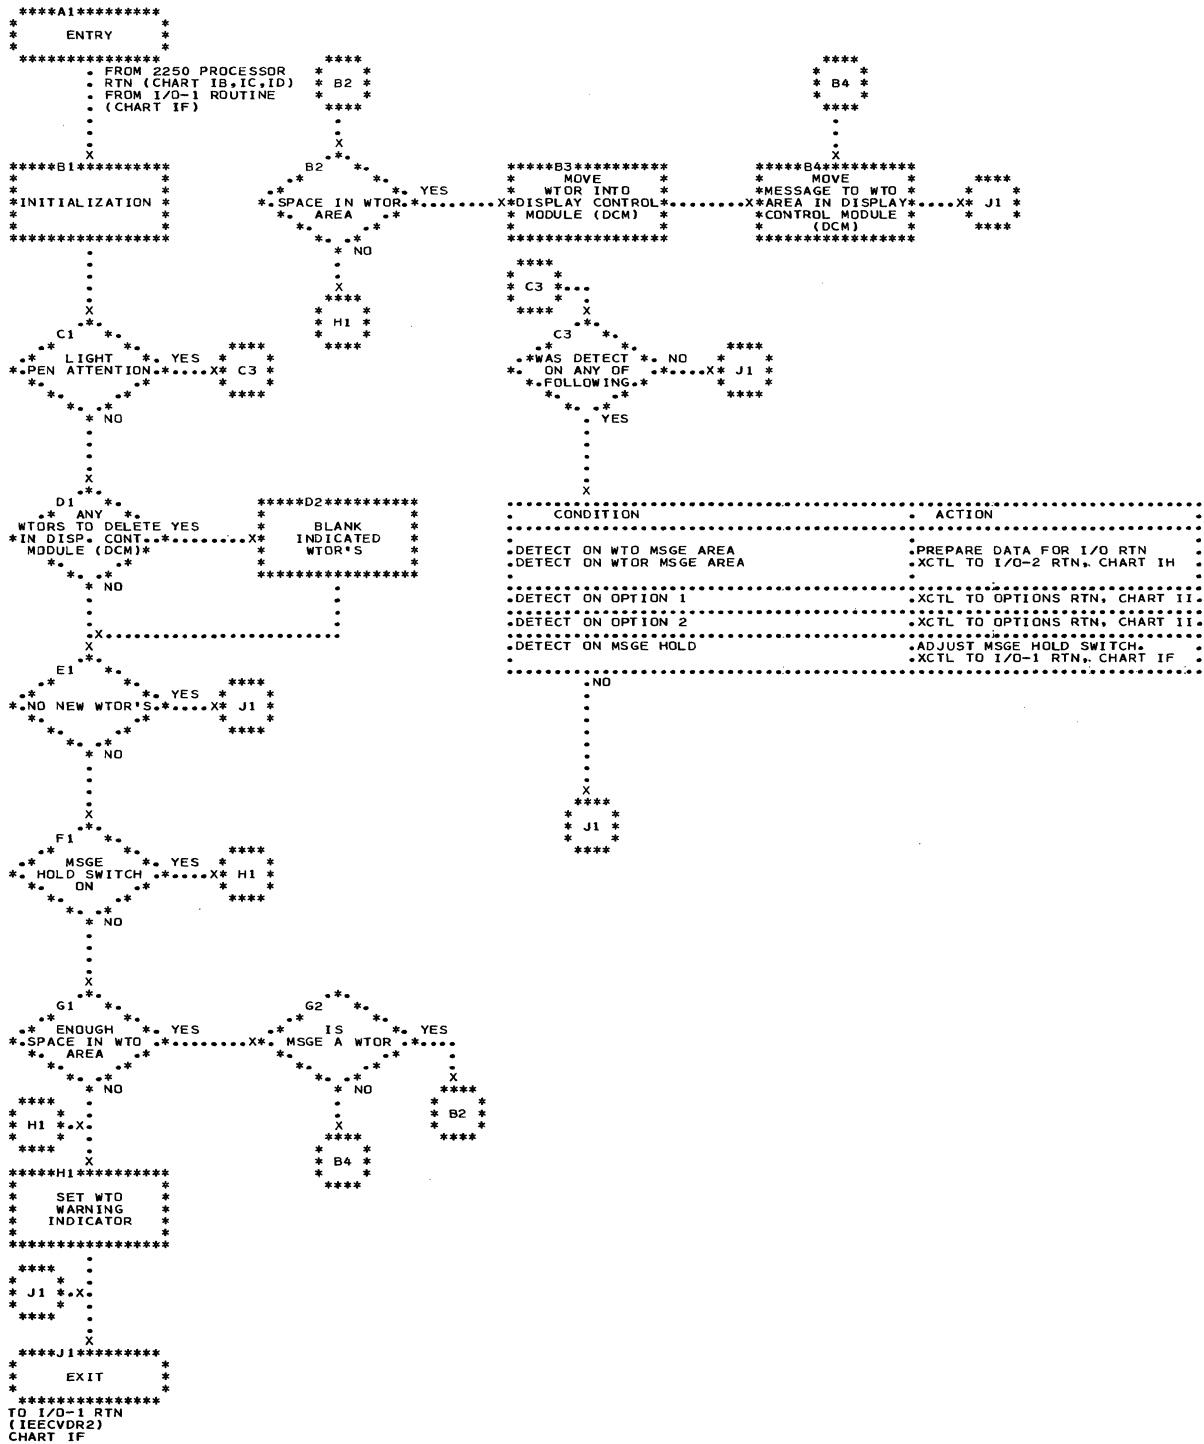 ****A1*********
ENTRY
FROM 2250 PROCESSOR
RTN (CHART IB,IC,ID)
FROM I/O-1 ROUTINE
(CHART IF)
B2
B4
*****B1**********
INITIALIZATION
B2
SPACE IN WTOR
AREA
YES
NO
H1
*****B3**********
MOVE
WTOR INTO
DISPLAY CONTROL
MODULE (DCM)
*****B4**********
MOVE
MESSAGE TO WTO
AREA IN DISPLAY
CONTROL MODULE
(DCM)
J1
C1
LIGHT
PEN ATTENTION
YES
C3
NO
C3
C3
WAS DETECT
ON ANY OF
FOLLOWING
NO
J1
YES
D1
ANY
WTORS TO DELETE YES
IN DISP. CONT.
MODULE (DCM)
NO
*****D2**********
BLANK
INDICATED
WTOR'S
CONDITION ACTION
DETECT ON WTO MSGE AREA PREPARE DATA FOR I/O RTN
DETECT ON WTOR MSGE AREA XCTL TO I/O-2 RTN, CHART IH
DETECT ON OPTION 1 XCTL TO OPTIONS RTN, CHART II
DETECT ON OPTION 2 XCTL TO OPTIONS RTN, CHART II
DETECT ON MSGE HOLD ADJUST MSGE HOLD SWITCH.
XCTL TO I/O-1 RTN, CHART IF
NO
J1
E1
NO NEW WTOR'S
YES
J1
NO
F1
MSGE
HOLD SWITCH
ON
YES
H1
NO
G1
ENOUGH
SPACE IN WTO
AREA
YES
NO
G2
IS
MSGE A WTOR
YES
B2
NO
B4
H1
*****H1**********
SET WTO
WARNING
INDICATOR
J1
****J1*********
EXIT
TO I/O-1 RTN
(IEECVDR2)
CHART IF